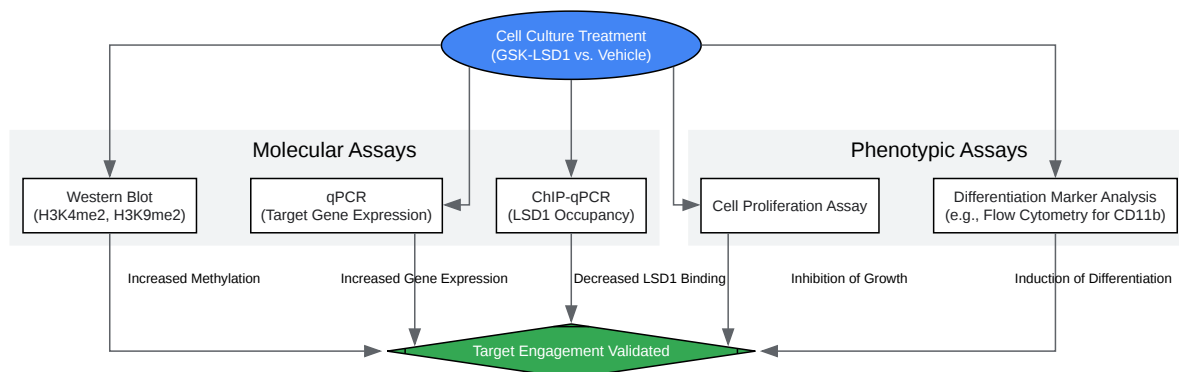 Cell Culture Treatment
(GSK-LSD1 vs. Vehicle)
Molecular Assays
Phenotypic Assays
Western Blot
(H3K4me2, H3K9me2)
qPCR
(Target Gene Expression)
ChIP-qPCR
(LSD1 Occupancy)
Cell Proliferation Assay
Differentiation Marker Analysis
(e.g., Flow Cytometry for CD11b)
Increased Methylation
Increased Gene Expression
Decreased LSD1 Binding
Inhibition of Growth
Induction of Differentiation
Target Engagement Validated